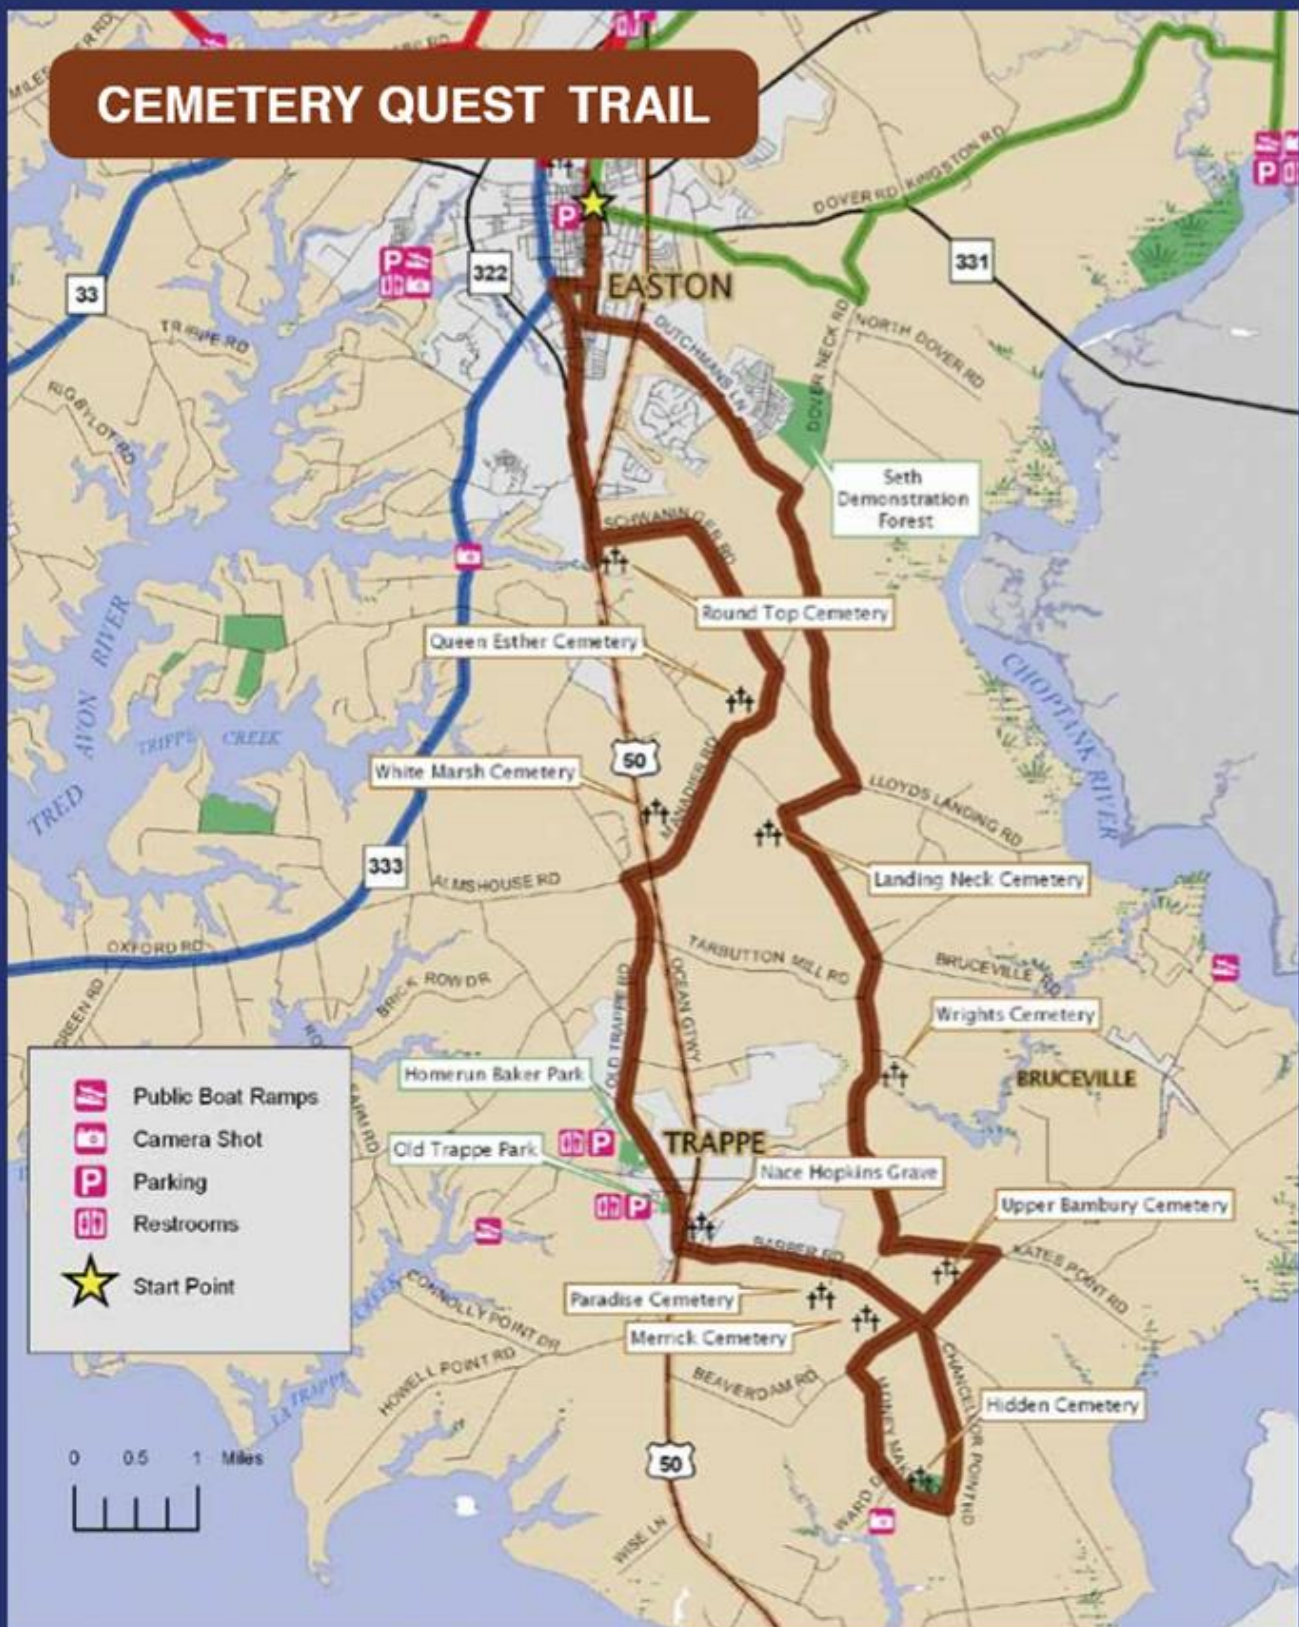 CEMETERY QUEST TRAIL
DOVER RD
KINGSTON RD
P
P
P
EASTON
322
331
33
TRIPPE RD
RIGBYLOT RD
DUTCHMANS LN
DOVER NECK RD
NORTH DOVER RD
Seth
Demonstration
Forest
SCHWANINGER RD
Round Top Cemetery
Queen Esther Cemetery
TRED AVON RIVER
TRIPPE CREEK
CHOPTANK RIVER
50
White Marsh Cemetery
MANADIER RD
LLOYDS LANDING RD
333
ALMSHOUSE RD
Landing Neck Cemetery
OXFORD RD
TARBUTTON MILL RD
BRUCEVILLE RD
BRICK ROW DR
GREEN RD
OLD TRAPPE RD
OCEAN GTWY
Wrights Cemetery
Homerun Baker Park
BRUCEVILLE
Old Trappe Park
P
TRAPPE
Nace Hopkins Grave
P
Upper Bambury Cemetery
BARBER RD
KATES POINT RD
Paradise Cemetery
Merrick Cemetery
CONNOLLY POINT DR
HOWELL POINT RD
LA TRAPPE CREEK
BEAVERDAM RD
CHANCELLOR POINT RD
Hidden Cemetery
50
WISE LN
Public Boat Ramps
Camera Shot
P Parking
Restrooms
Start Point
0 0.5 1 Miles